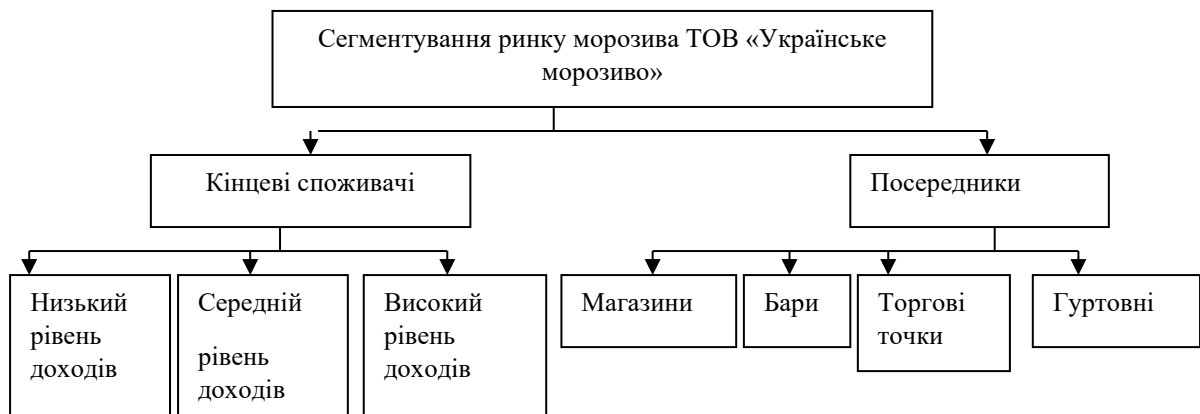 Сегментування ринку морозива ТОВ «Українське
морозиво»
Кінцеві споживачі
Посередники
Низький
рівень
доходів
Середній
рівень
доходів
Високий
рівень
доходів
Магазини
Бари
Торгові
точки
Гуртовні